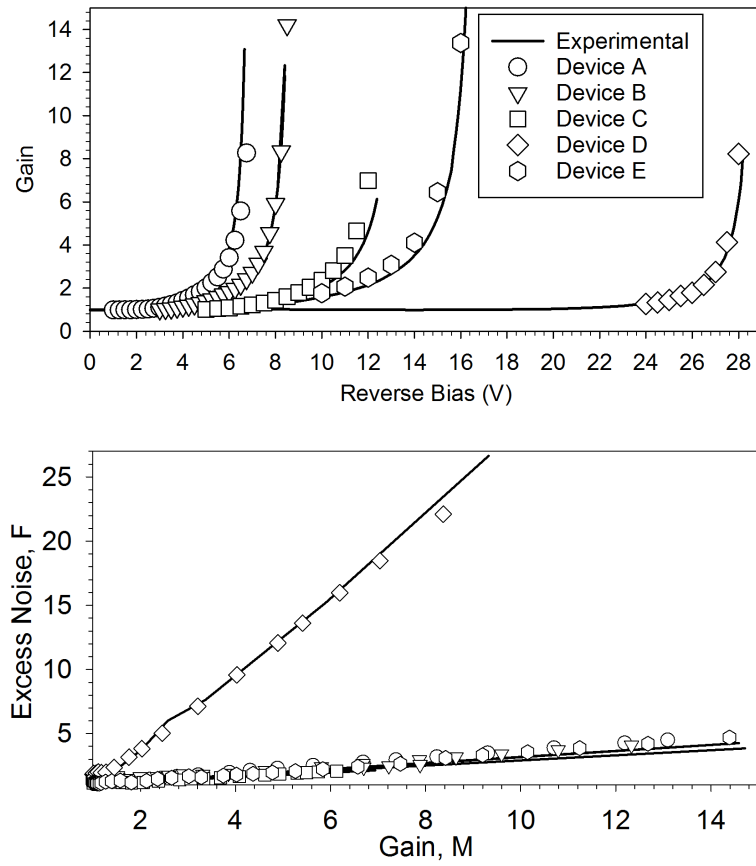 14
12
10
8
6
4
2
0
Gain
Experimental
Device A
Device B
Device C
Device D
Device E
0 2 4 6 8 10 12 14 16 18 20 22 24 26 28
Reverse Bias (V)
25
20
15
10
5
Excess Noise, F
2 4 6 8 10 12 14
Gain, M